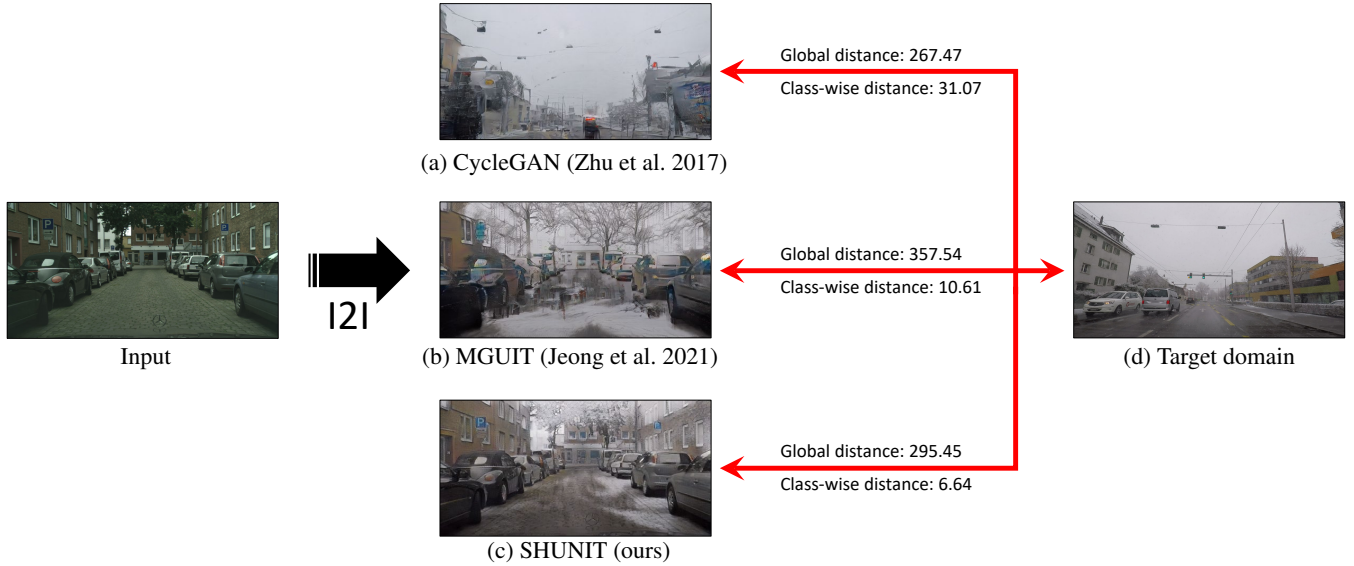 Global distance: 267.47
Class-wise distance: 31.07
(a) CycleGAN (Zhu et al. 2017)
I2I
Input
Global distance: 357.54
Class-wise distance: 10.61
(b) MGUIT (Jeong et al. 2021)
(d) Target domain
Global distance: 295.45
Class-wise distance: 6.64
(c) SHUNIT (ours)